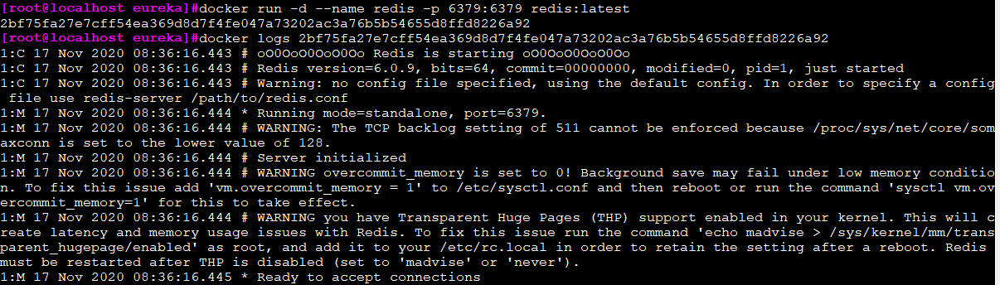 [root@localhost eureka]#docker run -d --name redis -p 6379:6379 redis:latest
2bf75fa27e7cff54ea369d8d7f4fe047a73202ac3a76b5b54655d8ffd8226a92
[root@localhost eureka]#docker logs 2bf75fa27e7cff54ea369d8d7f4fe047a73202ac3a76b5b54655d8ffd8226a92
1:C 17 Nov 2020 08:36:16.443 # oO0OoO0OoO0Oo Redis is starting oO0OoO0OoO0Oo
1:C 17 Nov 2020 08:36:16.443 # Redis version=6.0.9, bits=64, commit=00000000, modified=0, pid=1, just started
1:C 17 Nov 2020 08:36:16.443 # Warning: no config file specified, using the default config. In order to specify a config
 file use redis-server /path/to/redis.conf
1:M 17 Nov 2020 08:36:16.444 * Running mode=standalone, port=6379.
1:M 17 Nov 2020 08:36:16.444 # WARNING: The TCP backlog setting of 511 cannot be enforced because /proc/sys/net/core/som
axconn is set to the lower value of 128.
1:M 17 Nov 2020 08:36:16.444 # Server initialized
1:M 17 Nov 2020 08:36:16.444 # WARNING overcommit_memory is set to 0! Background save may fail under low memory conditio
n. To fix this issue add 'vm.overcommit_memory = 1' to /etc/sysctl.conf and then reboot or run the command 'sysctl vm.ov
ercommit_memory=1' for this to take effect.
1:M 17 Nov 2020 08:36:16.444 # WARNING you have Transparent Huge Pages (THP) support enabled in your kernel. This will c
reate latency and memory usage issues with Redis. To fix this issue run the command 'echo madvise > /sys/kernel/mm/trans
parent_hugepage/enabled' as root, and add it to your /etc/rc.local in order to retain the setting after a reboot. Redis
must be restarted after THP is disabled (set to 'madvise' or 'never').
1:M 17 Nov 2020 08:36:16.445 * Ready to accept connections